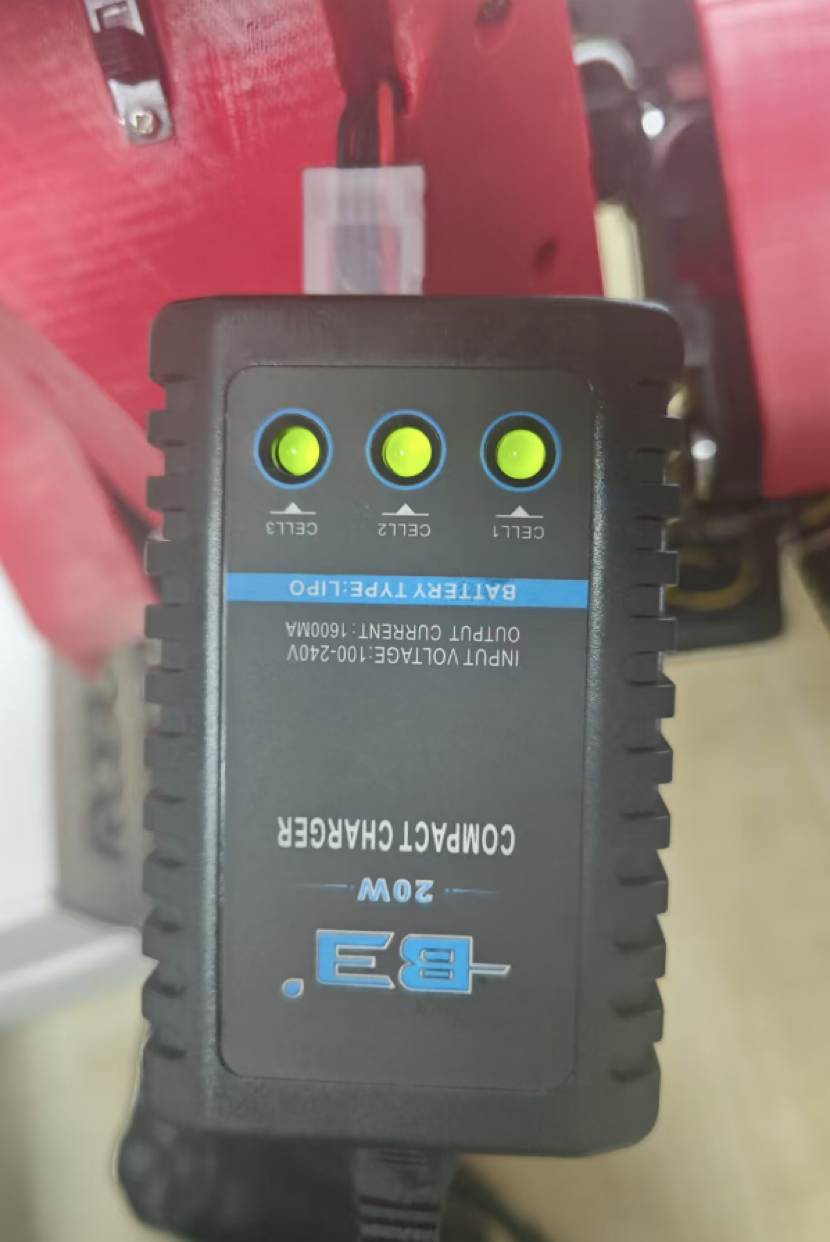 B3
20W
COMPACT CHARGER
INPUT VOLTAGE:100-240V
OUTPUT CURRENT:1600MA
BATTERY TYPE:LIPO
CELL1 CELL2 CELL3